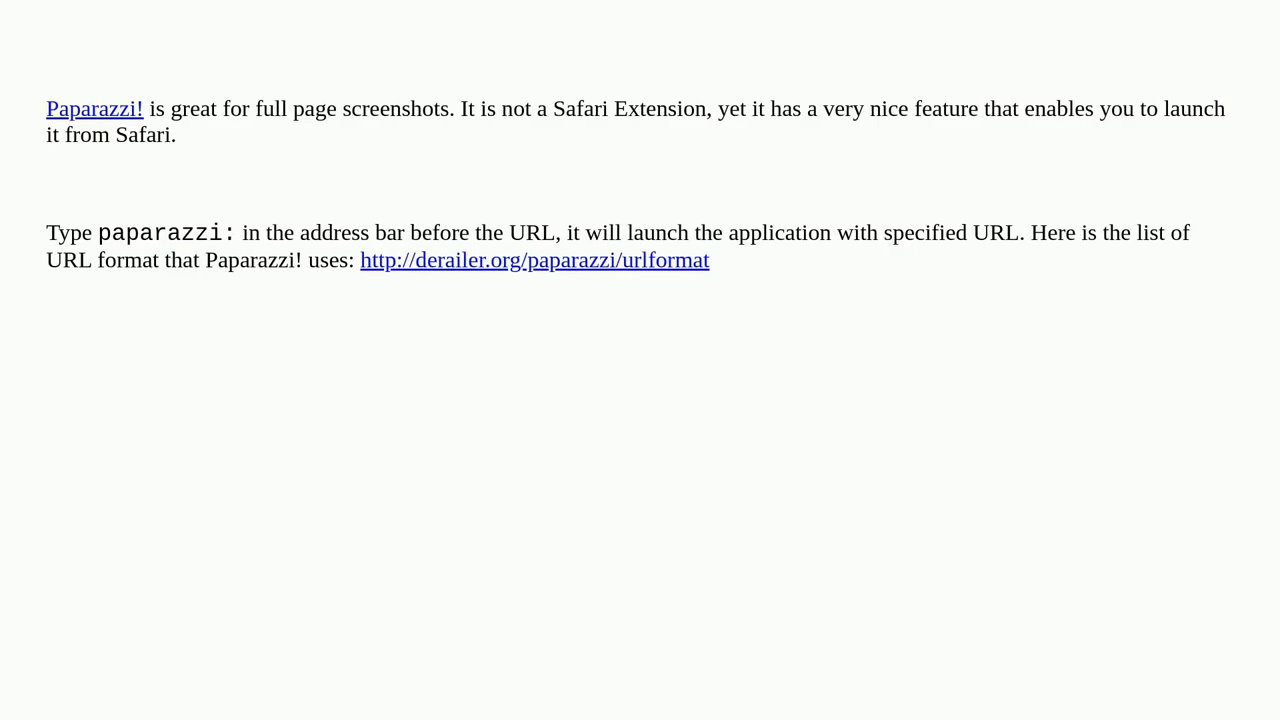 Paparazzi! is great for full page screenshots. It is not a Safari Extension, yet it has a very nice feature that enables you to launch
it from Safari.
Type paparazzi: in the address bar before the URL, it will launch the application with specified URL. Here is the list of
URL format that Paparazzi! uses: http://derailer.org/paparazzi/urlformat